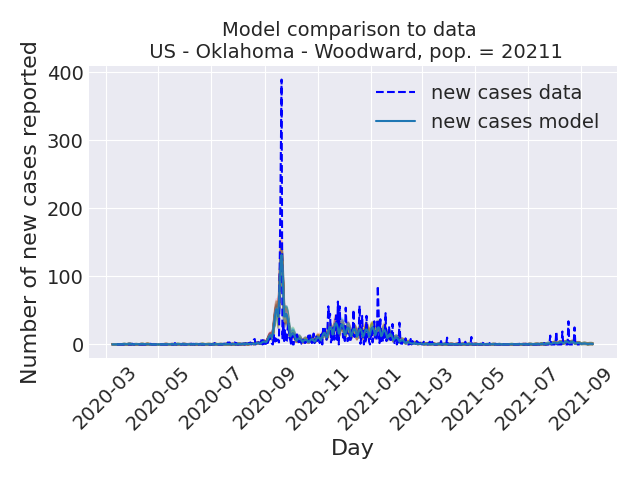 Model comparison to data
US - Oklahoma - Woodward, pop. = 20211
Number of new cases reported
400
300
200
100
0
new cases data
new cases model
2020-03
2020-05
2020-07
2020-09
2020-11
2021-01
2021-03
2021-05
2021-07
2021-09
Day